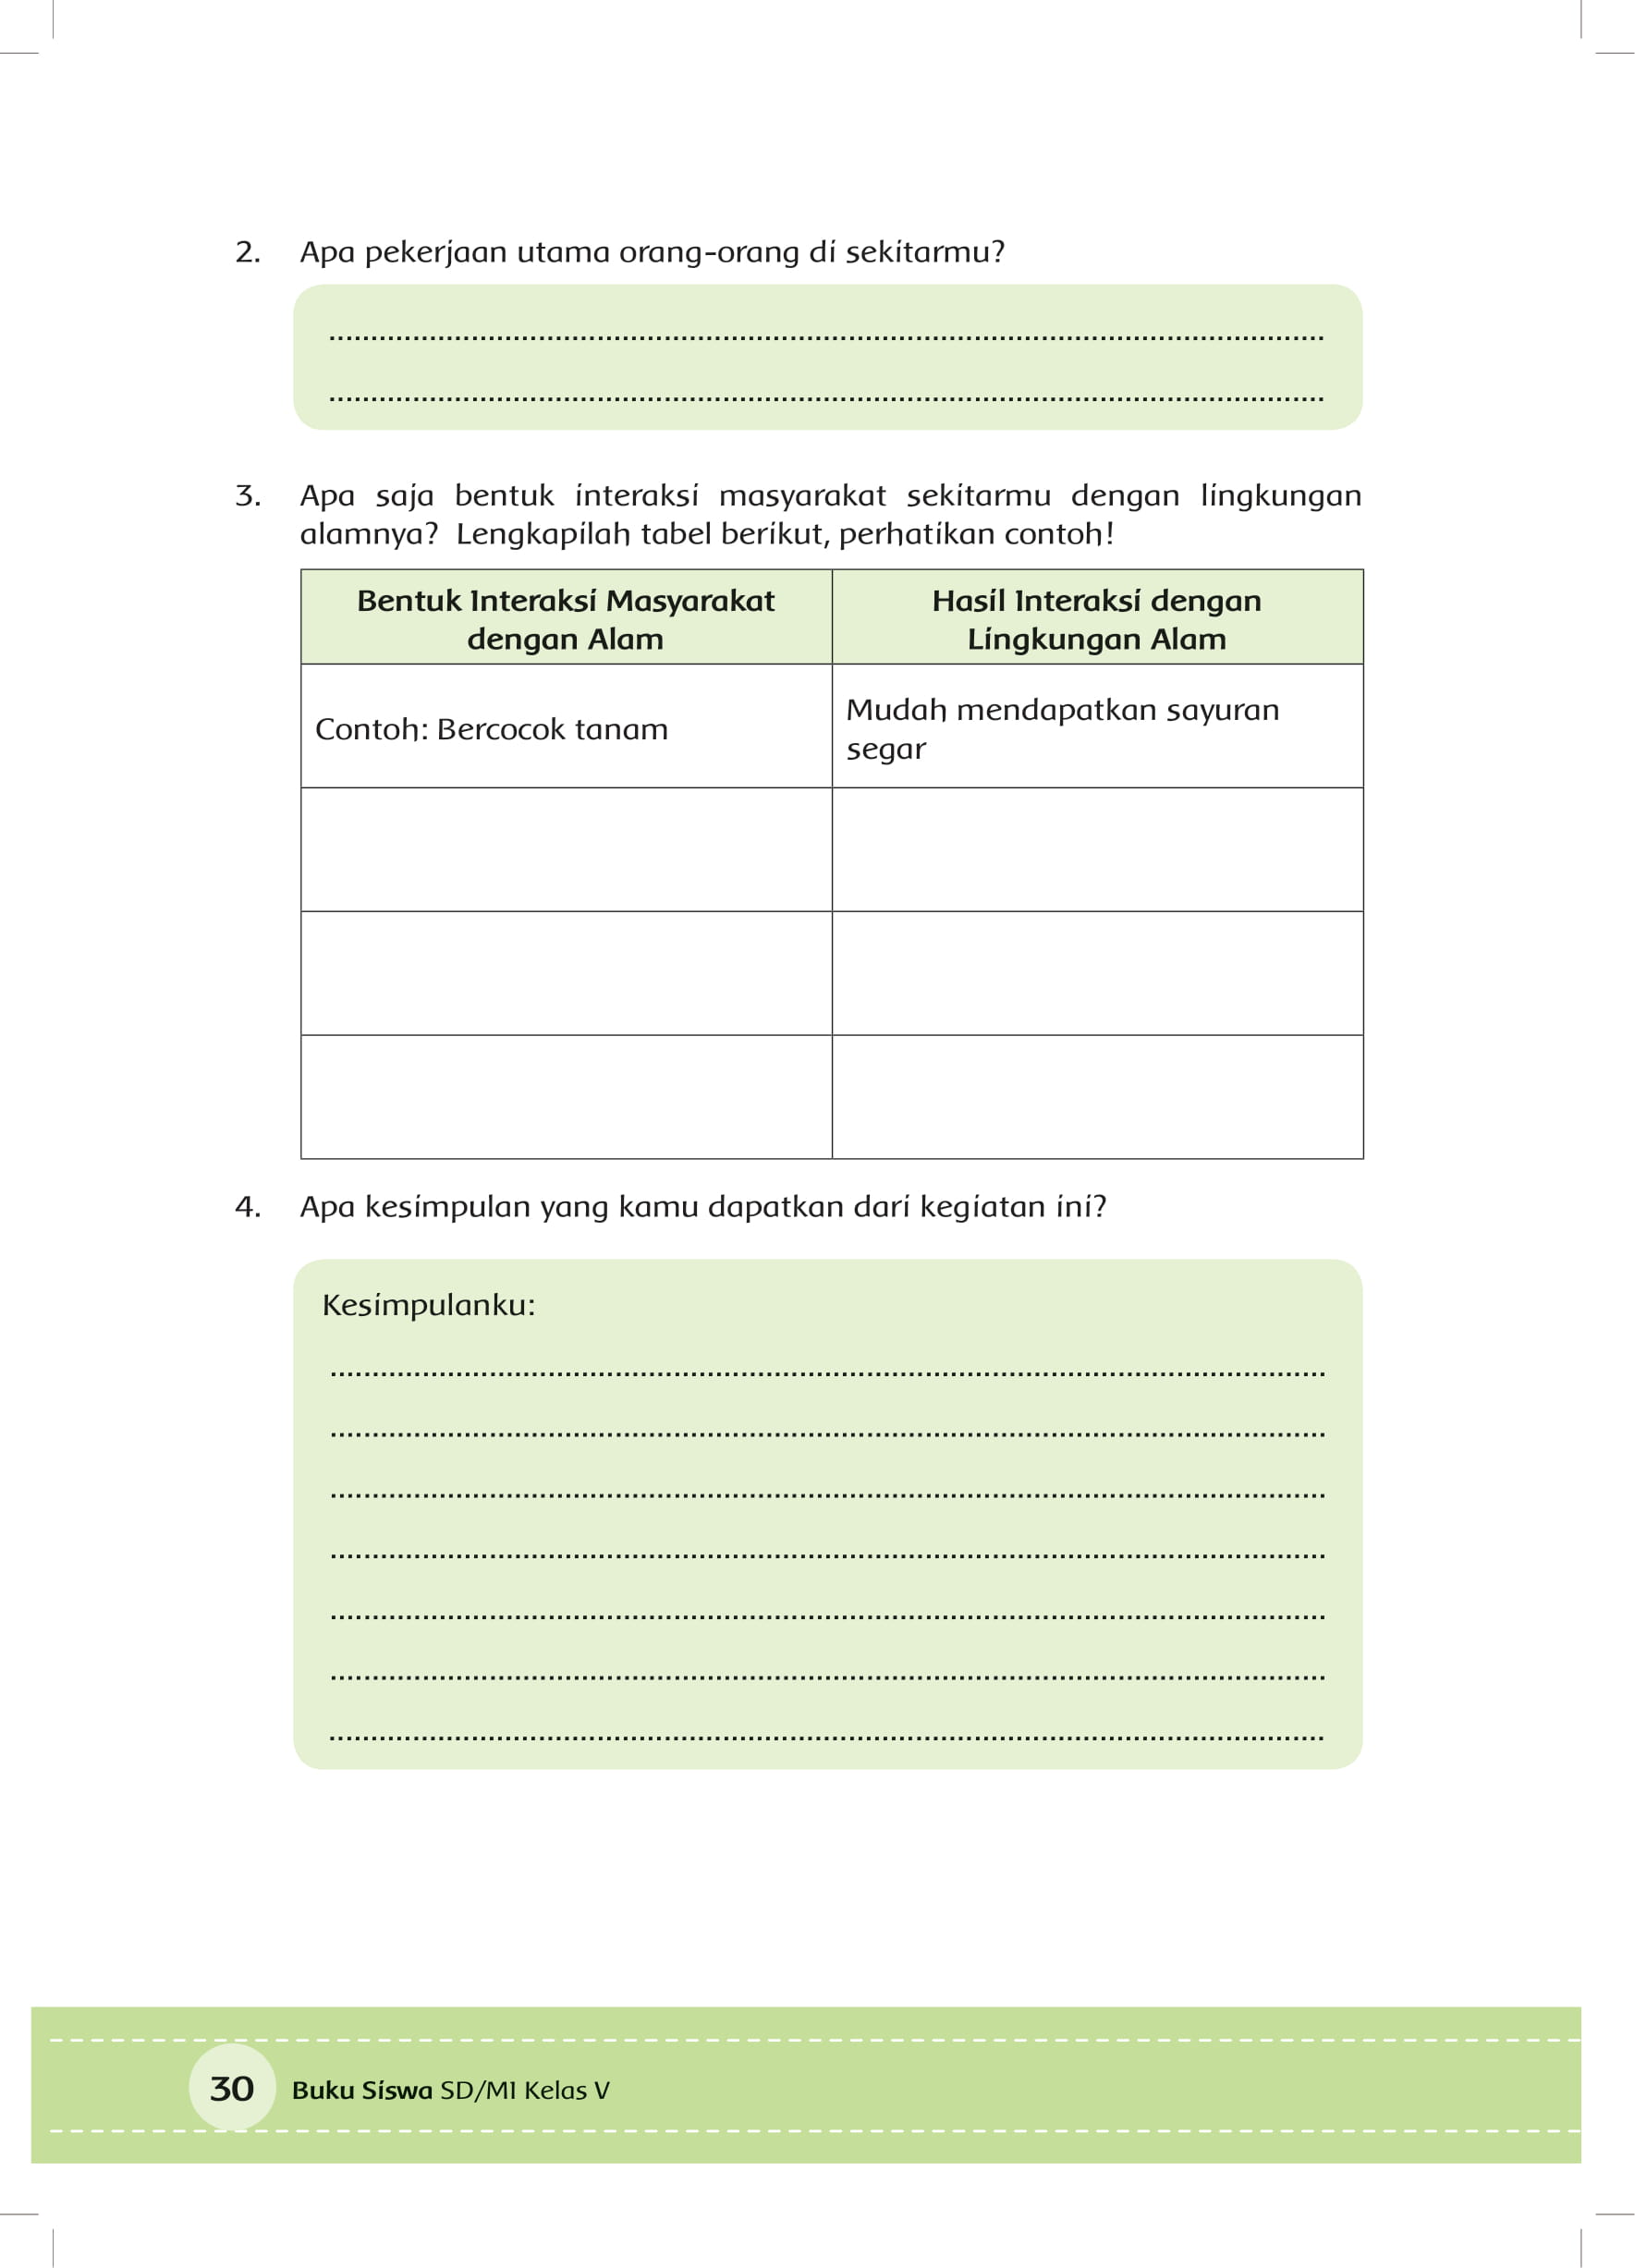 2. Apa pekerjaan utama orang-orang di sekitarmu?
3. Apa saja bentuk interaksi masyarakat sekitarmu dengan lingkungan
alamnya? Lengkapilah tabel berikut, perhatikan contoh!
Bentuk Interaksi Masyarakat
dengan Alam
Hasil Interaksi dengan
Lingkungan Alam
Contoh: Bercocok tanam
Mudah mendapatkan sayuran
segar
4. Apa kesimpulan yang kamu dapatkan dari kegiatan ini?
Kesimpulanku:
30 Buku Siswa SD/MI Kelas V